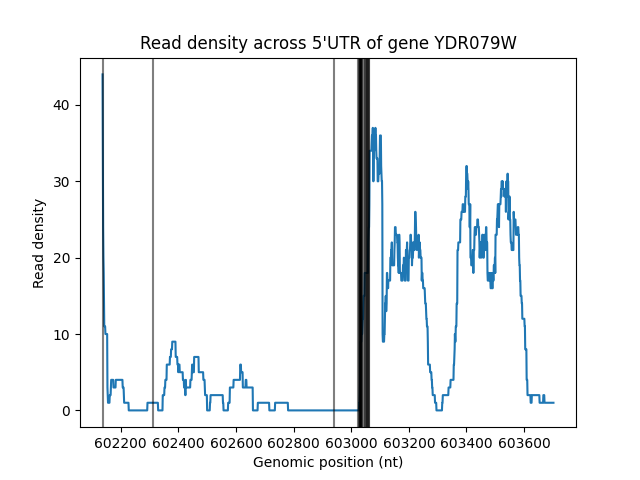 Read density across 5'UTR of gene YDR079W
40
30
20
10
0
Read density
602200 602400 602600 602800 603000 603200 603400 603600
Genomic position (nt)